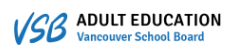 VSB ADULT EDUCATION
Vancouver School Board